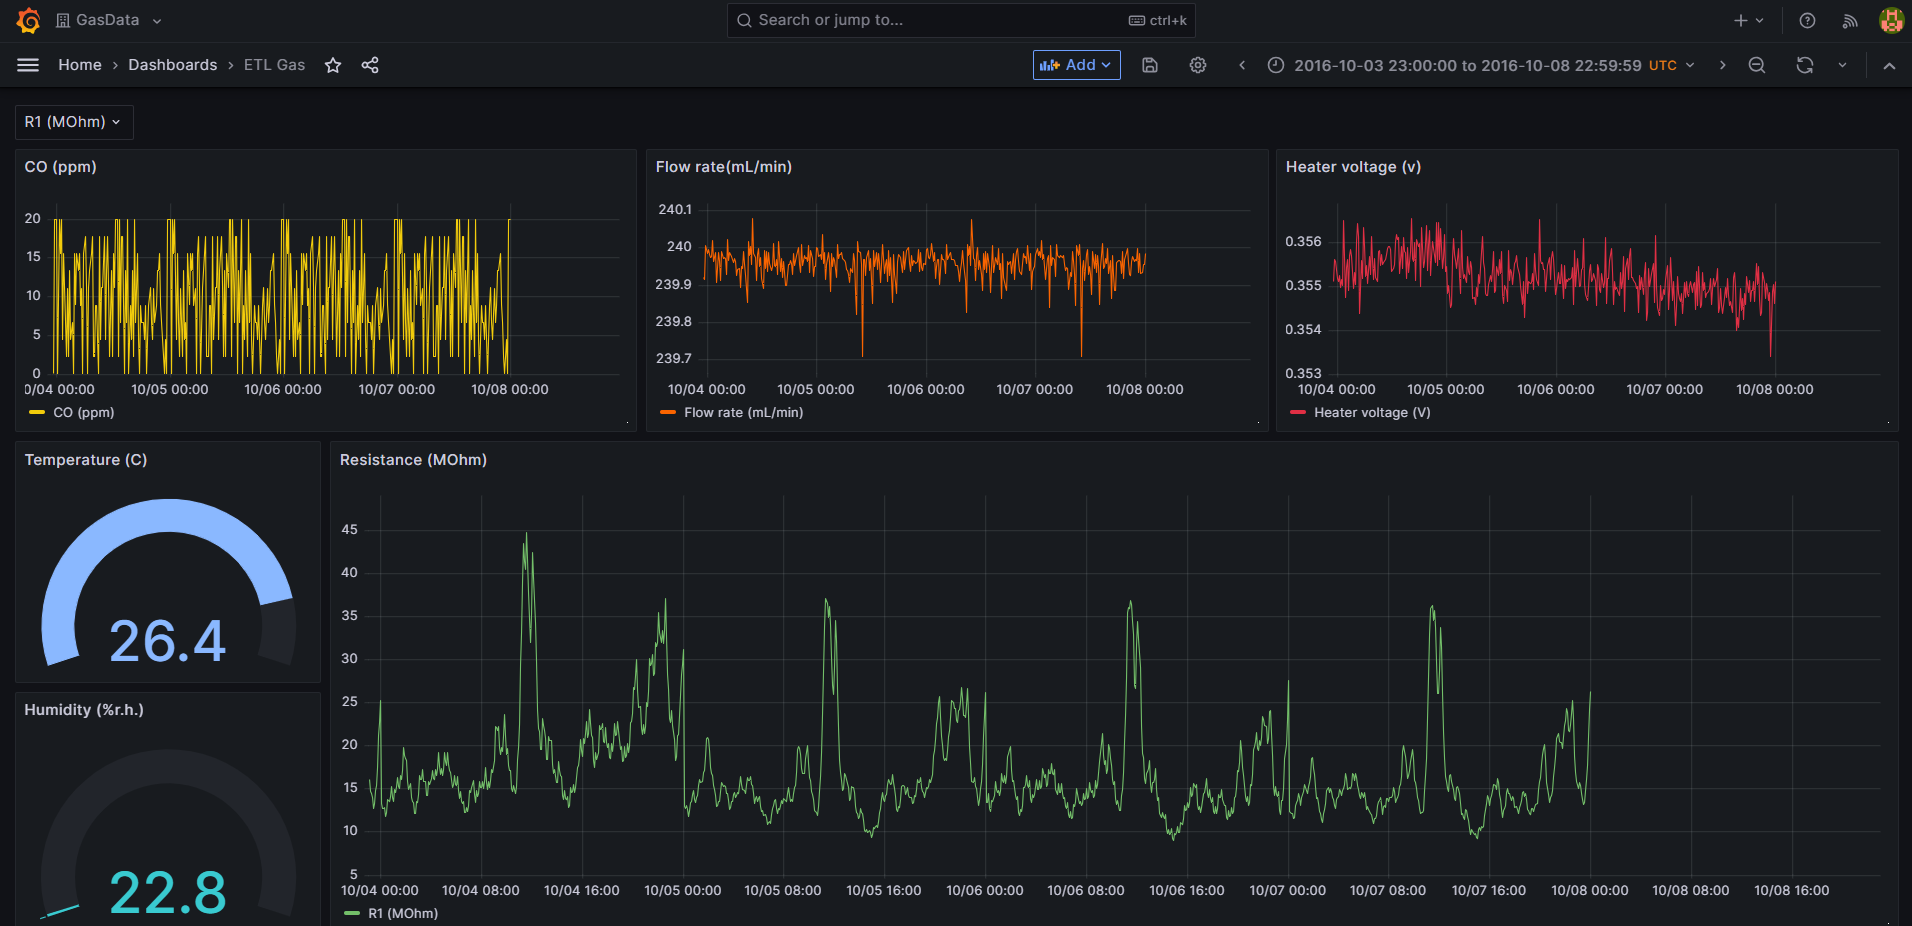 GasData
Search or jump to...
ctrl+k
Home › Dashboards › ETL Gas
Add
2016-10-03 23:00:00 to 2016-10-08 22:59:59 UTC
R1 (MOhm)
CO (ppm)
20
15
10
5
0
0/04 00:00 10/05 00:00 10/06 00:00 10/07 00:00 10/08 00:00
CO (ppm)
Flow rate(mL/min)
240.1
240
239.9
239.8
239.7
10/04 00:00 10/05 00:00 10/06 00:00 10/07 00:00 10/08 00:00
Flow rate (mL/min)
Heater voltage (v)
0.356
0.355
0.354
0.353
10/04 00:00 10/05 00:00 10/06 00:00 10/07 00:00 10/08 00:00
Heater voltage (V)
Temperature (C)
26.4
Humidity (%r.h.)
22.8
Resistance (MOhm)
45
40
35
30
25
20
15
10
5
10/04 00:00 10/04 08:00 10/04 16:00 10/05 00:00 10/05 08:00 10/05 16:00 10/06 00:00 10/06 08:00 10/06 16:00 10/07 00:00 10/07 08:00 10/07 16:00 10/08 00:00 10/08 08:00 10/08 16:00
R1 (MOhm)